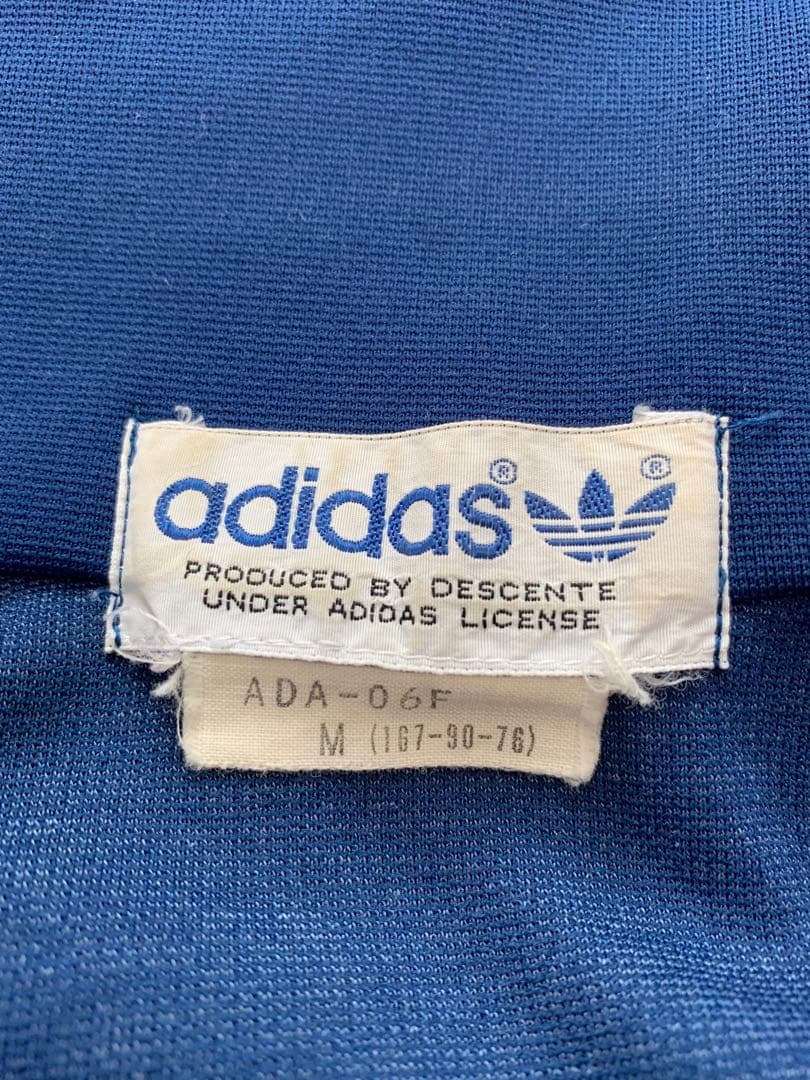 adidas® ®
PRODUCED BY DESCENTE
UNDER ADIDAS LICENSE
ADA-06F
M (167-90-76)